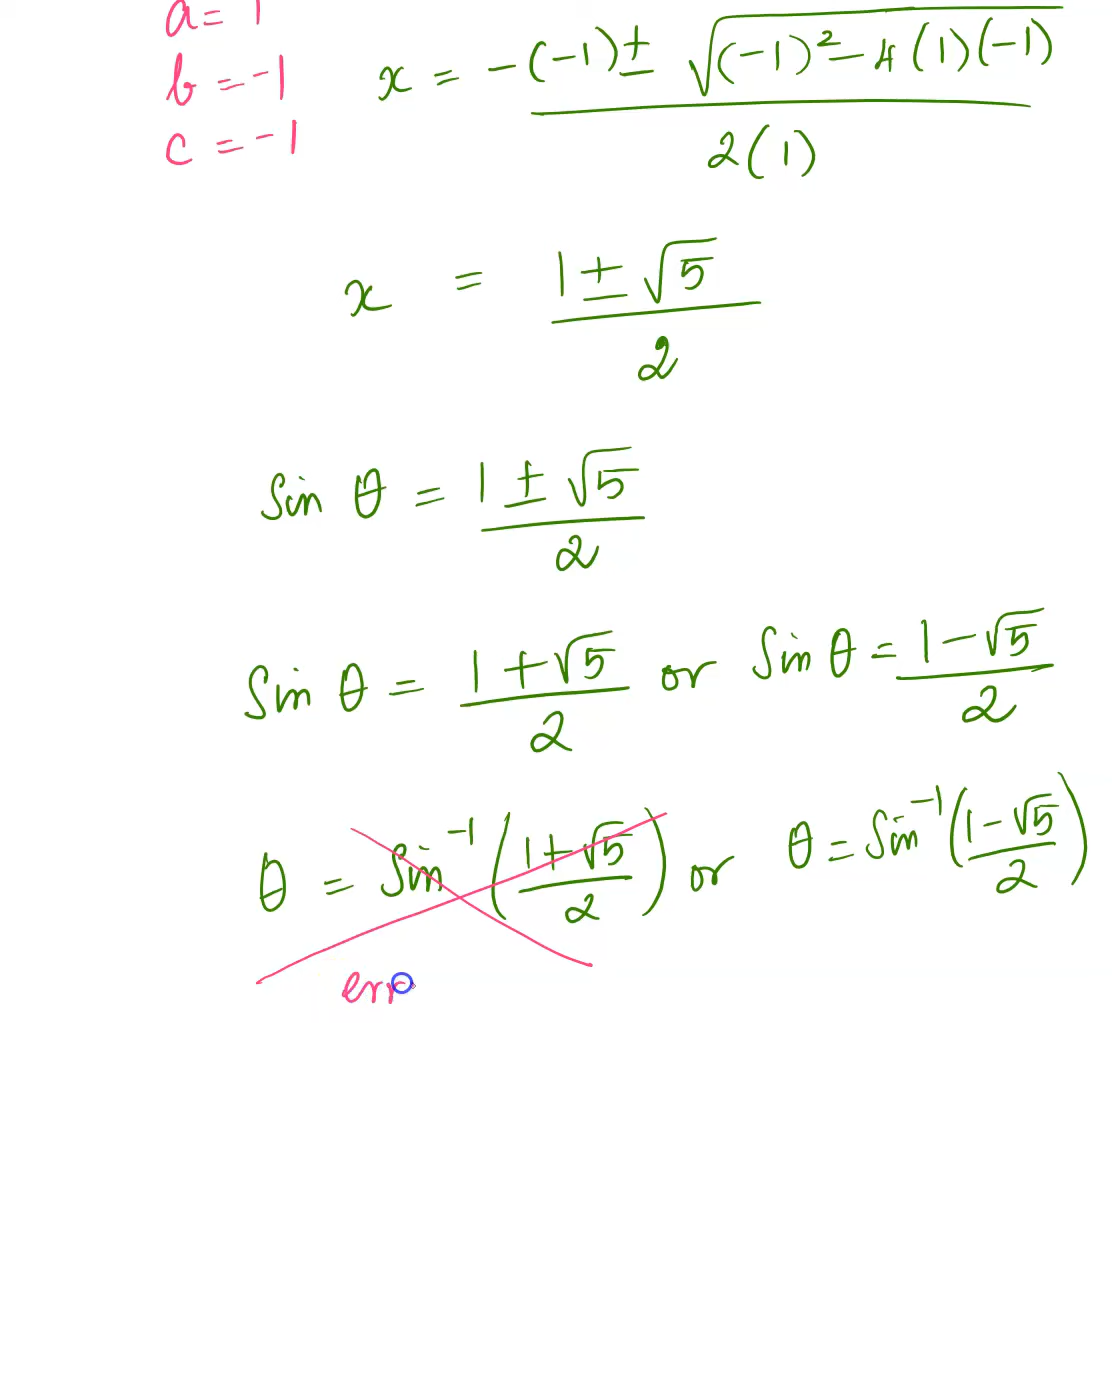 a = 1
b = -1
c = -1
x = -(-1) ± √((-1)² - 4(1)(-1)) / 2(1)
x = (1 ± √5) / 2
Sin θ = (1 ± √5) / 2
Sin θ = (1 + √5) / 2 or Sin θ = (1 - √5) / 2
θ = Sin⁻¹((1 + √5) / 2) or θ = Sin⁻¹((1 - √5) / 2)
err